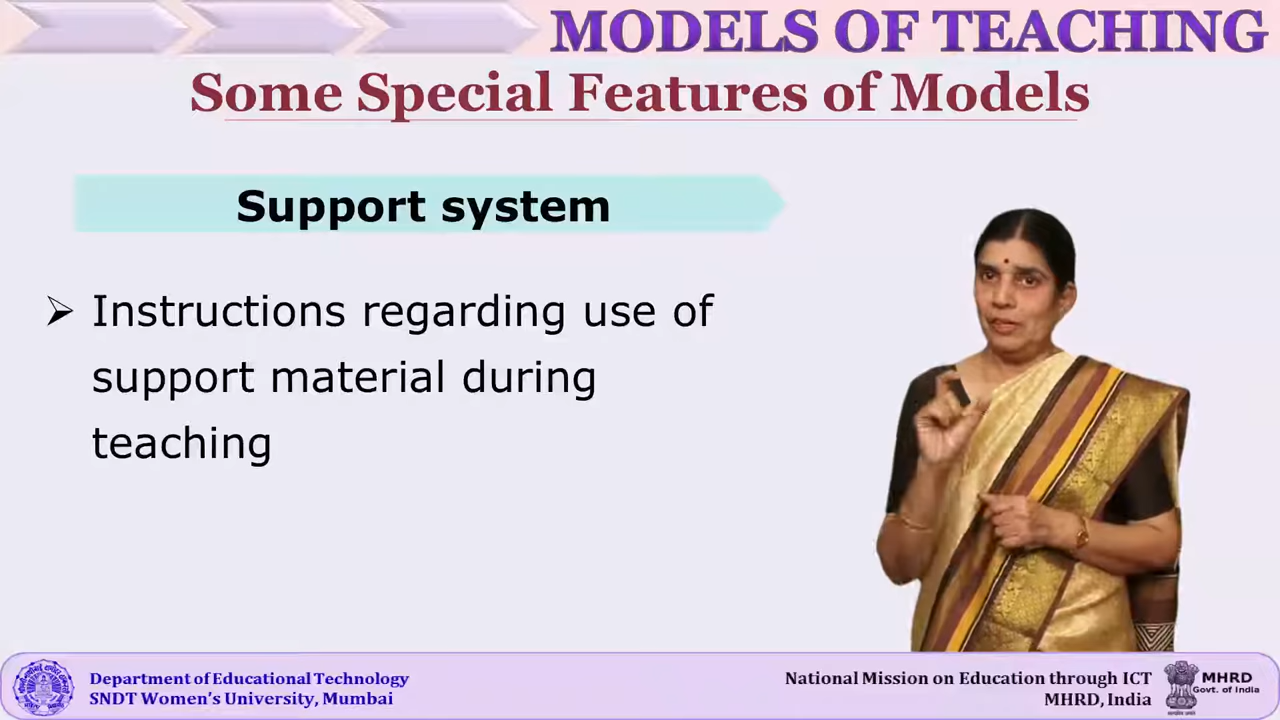 MODELS OF TEACHING
Some Special Features of Models
Support system
Instructions regarding use of
support material during
teaching
Department of Educational Technology
SNDT Women's University, Mumbai
National Mission on Education through ICT
MHRD, India
MHRD
Govt. of India